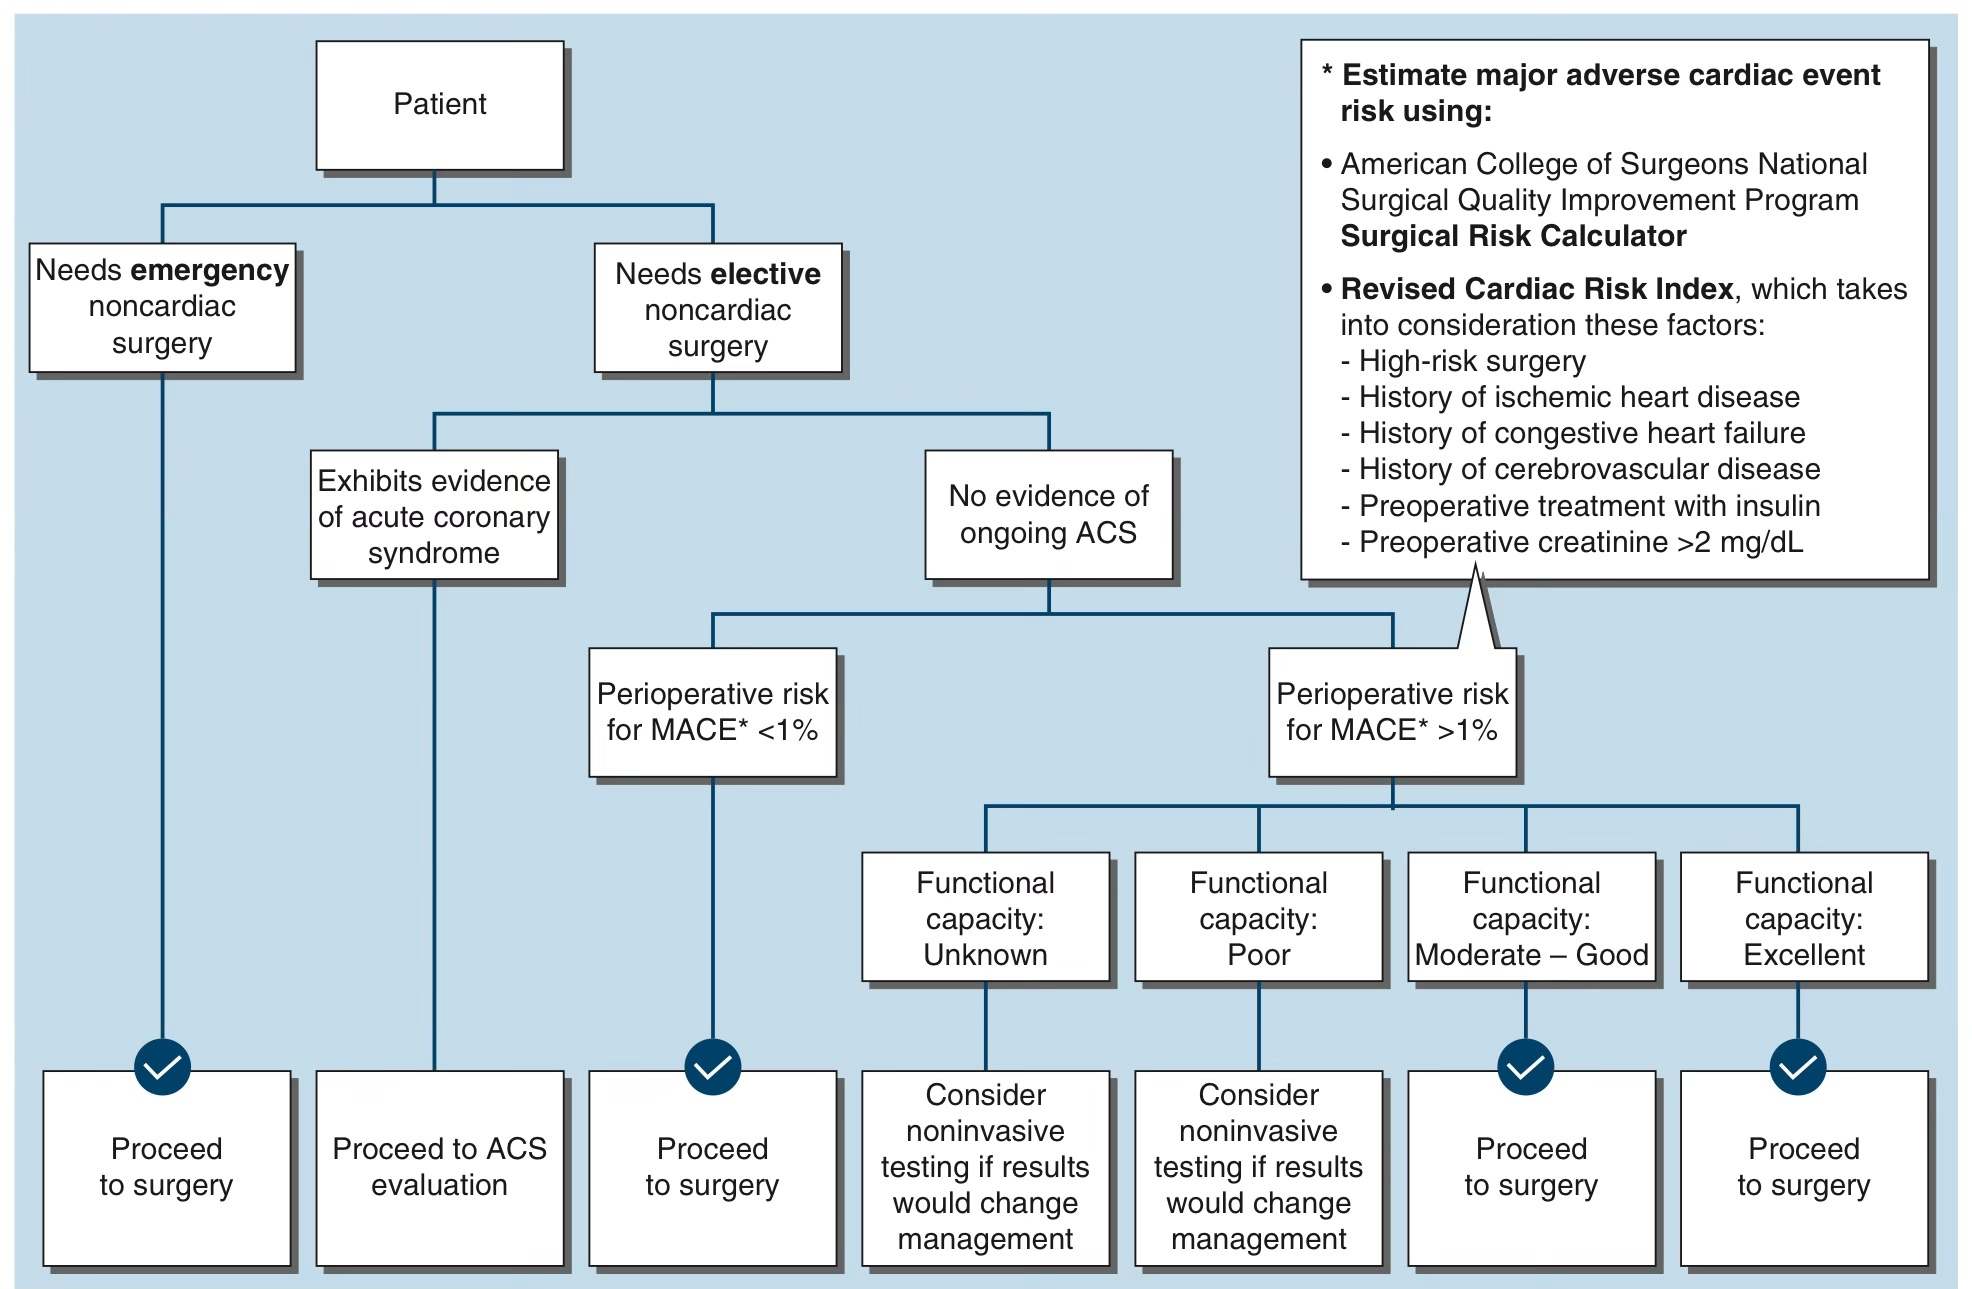 Patient
* Estimate major adverse cardiac event
risk using:
• American College of Surgeons National
Surgical Quality Improvement Program
Surgical Risk Calculator
• Revised Cardiac Risk Index, which takes
into consideration these factors:
- High-risk surgery
- History of ischemic heart disease
- History of congestive heart failure
- History of cerebrovascular disease
- Preoperative treatment with insulin
- Preoperative creatinine >2 mg/dL
Needs emergency
noncardiac
surgery
Needs elective
noncardiac
surgery
Exhibits evidence
of acute coronary
syndrome
No evidence of
ongoing ACS
Perioperative risk
for MACE* <1%
Perioperative risk
for MACE* >1%
Functional
capacity:
Unknown
Functional
capacity:
Poor
Functional
capacity:
Moderate – Good
Functional
capacity:
Excellent
Proceed
to surgery
Proceed to ACS
evaluation
Proceed
to surgery
Consider
noninvasive
testing if results
would change
management
Consider
noninvasive
testing if results
would change
management
Proceed
to surgery
Proceed
to surgery